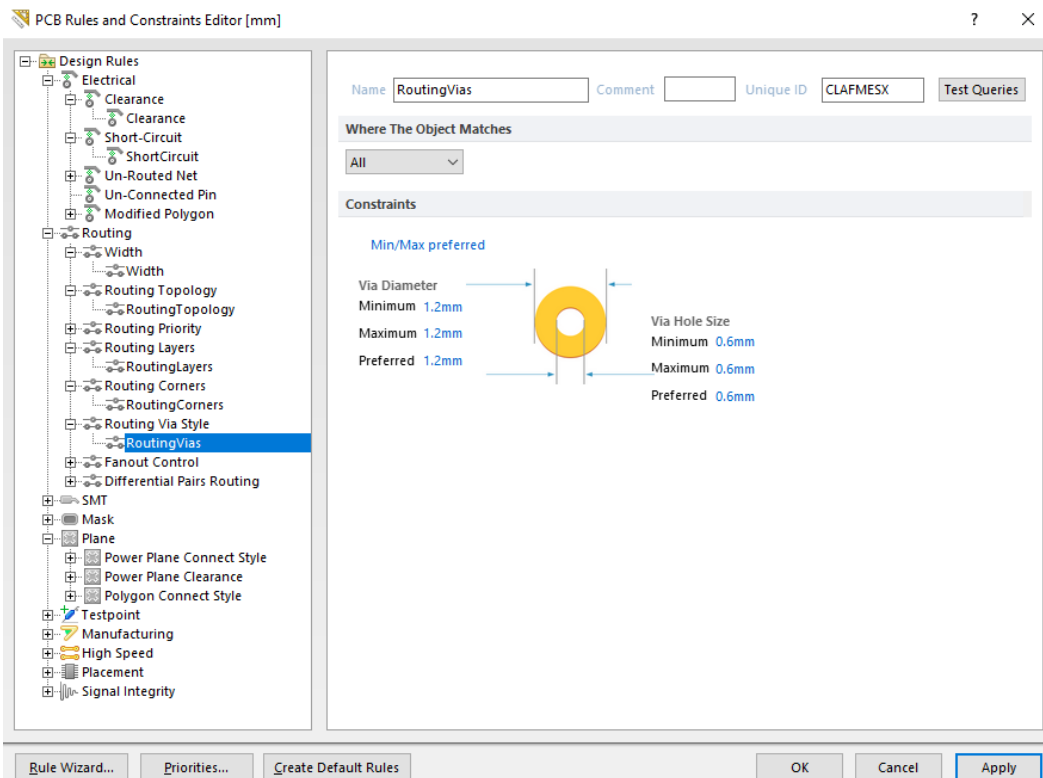 PCB Rules and Constraints Editor [mm]
?
Design Rules
Electrical
Clearance
Clearance
Short-Circuit
ShortCircuit
Un-Routed Net
Un-Connected Pin
Modified Polygon
Routing
Width
Width
Routing Topology
RoutingTopology
Routing Priority
Routing Layers
RoutingLayers
Routing Corners
RoutingCorners
Routing Via Style
RoutingVias
Fanout Control
Differential Pairs Routing
SMT
Mask
Plane
Power Plane Connect Style
Power Plane Clearance
Polygon Connect Style
Testpoint
Manufacturing
High Speed
Placement
Signal Integrity
Name RoutingVias Comment Unique ID CLAFMESX Test Queries
Where The Object Matches
All
Constraints
Min/Max preferred
Via Diameter
Minimum 1.2mm
Maximum 1.2mm
Preferred 1.2mm
Via Hole Size
Minimum 0.6mm
Maximum 0.6mm
Preferred 0.6mm
Rule Wizard... Priorities... Create Default Rules OK Cancel Apply